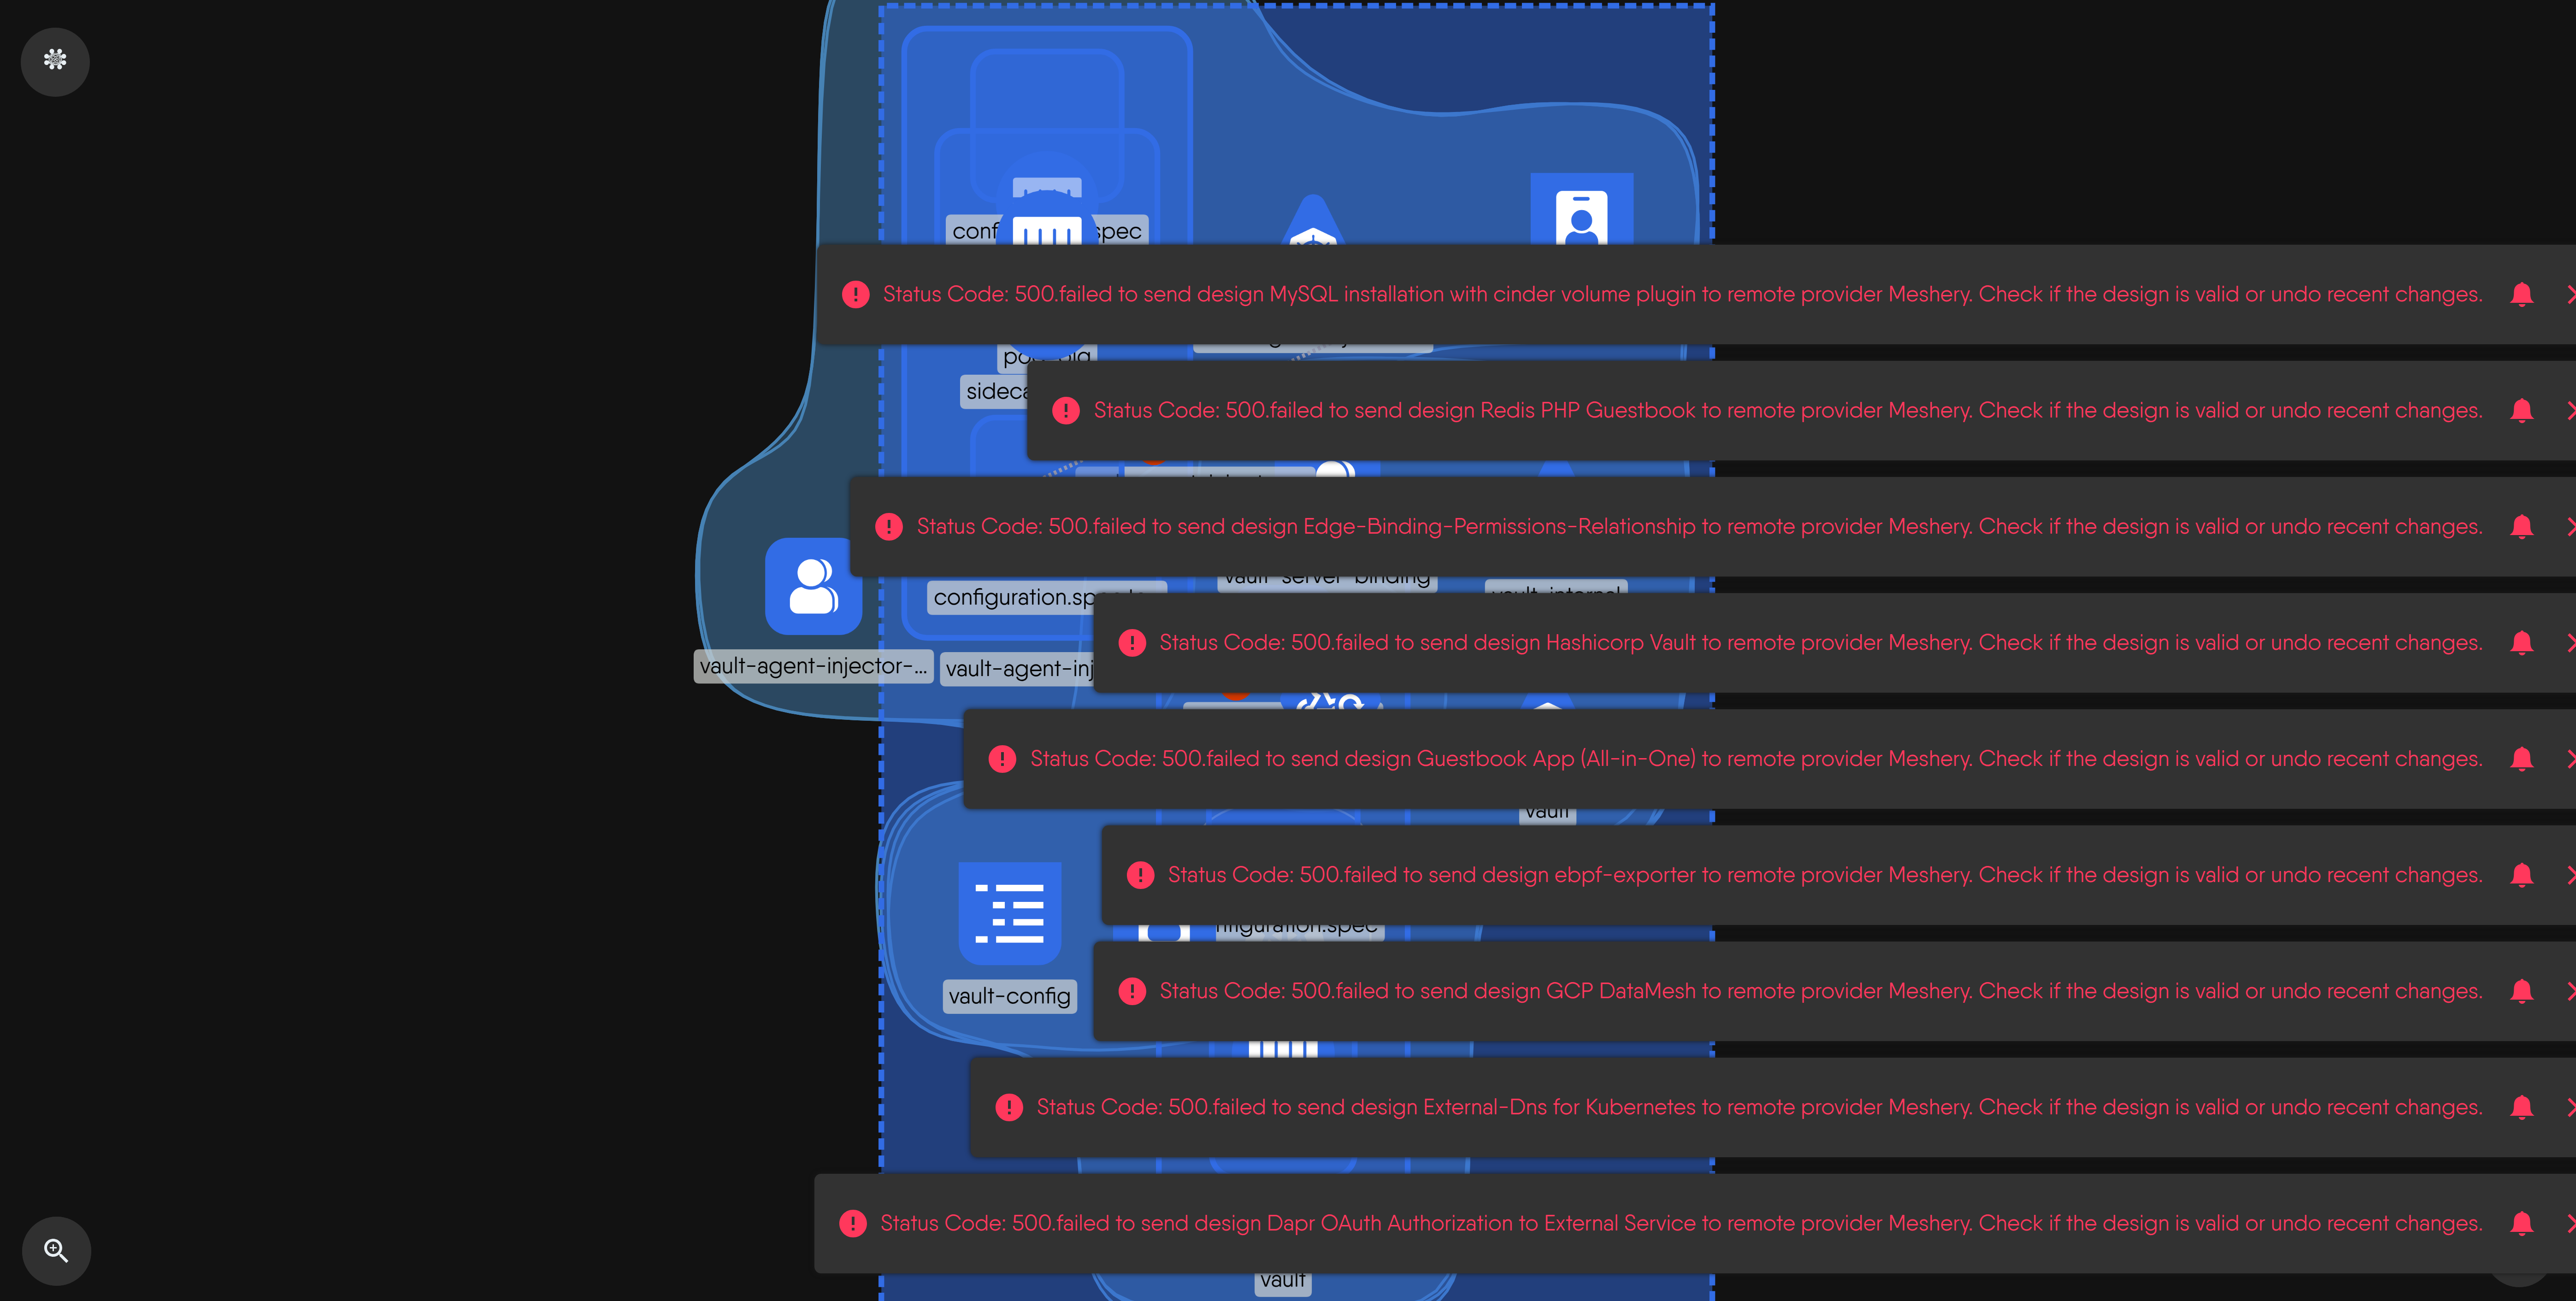 conf
spec
Status Code: 500.failed to send design MySQL installation with cinder volume plugin to remote provider Meshery. Check if the design is valid or undo recent changes.
sideca
Status Code: 500.failed to send design Redis PHP Guestbook to remote provider Meshery. Check if the design is valid or undo recent changes.
Status Code: 500.failed to send design Edge-Binding-Permissions-Relationship to remote provider Meshery. Check if the design is valid or undo recent changes.
vault-server-binding
vault-internal
configuration.sp
Status Code: 500.failed to send design Hashicorp Vault to remote provider Meshery. Check if the design is valid or undo recent changes.
vault-agent-injector-...
vault-agent-inj
Status Code: 500.failed to send design Guestbook App (All-in-One) to remote provider Meshery. Check if the design is valid or undo recent changes.
vault
Status Code: 500.failed to send design ebpf-exporter to remote provider Meshery. Check if the design is valid or undo recent changes.
nfiguration.spec
Status Code: 500.failed to send design GCP DataMesh to remote provider Meshery. Check if the design is valid or undo recent changes.
vault-config
Status Code: 500.failed to send design External-Dns for Kubernetes to remote provider Meshery. Check if the design is valid or undo recent changes.
Status Code: 500.failed to send design Dapr OAuth Authorization to External Service to remote provider Meshery. Check if the design is valid or undo recent changes.
vault